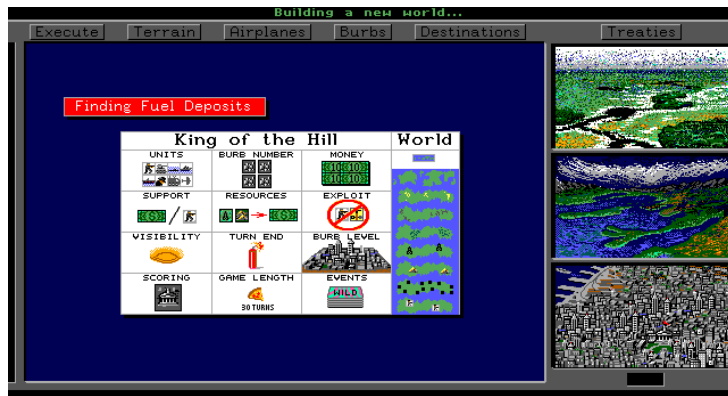 Building a new world...
Execute Terrain Airplanes Burbs Destinations Treaties
Finding Fuel Deposits
King of the Hill World
UNITS BURB NUMBER MONEY
SUPPORT RESOURCES EXPLOIT
VISIBILITY TURN END BURB LEVEL
SCORING GAME LENGTH EVENTS
WILD
30 TURNS